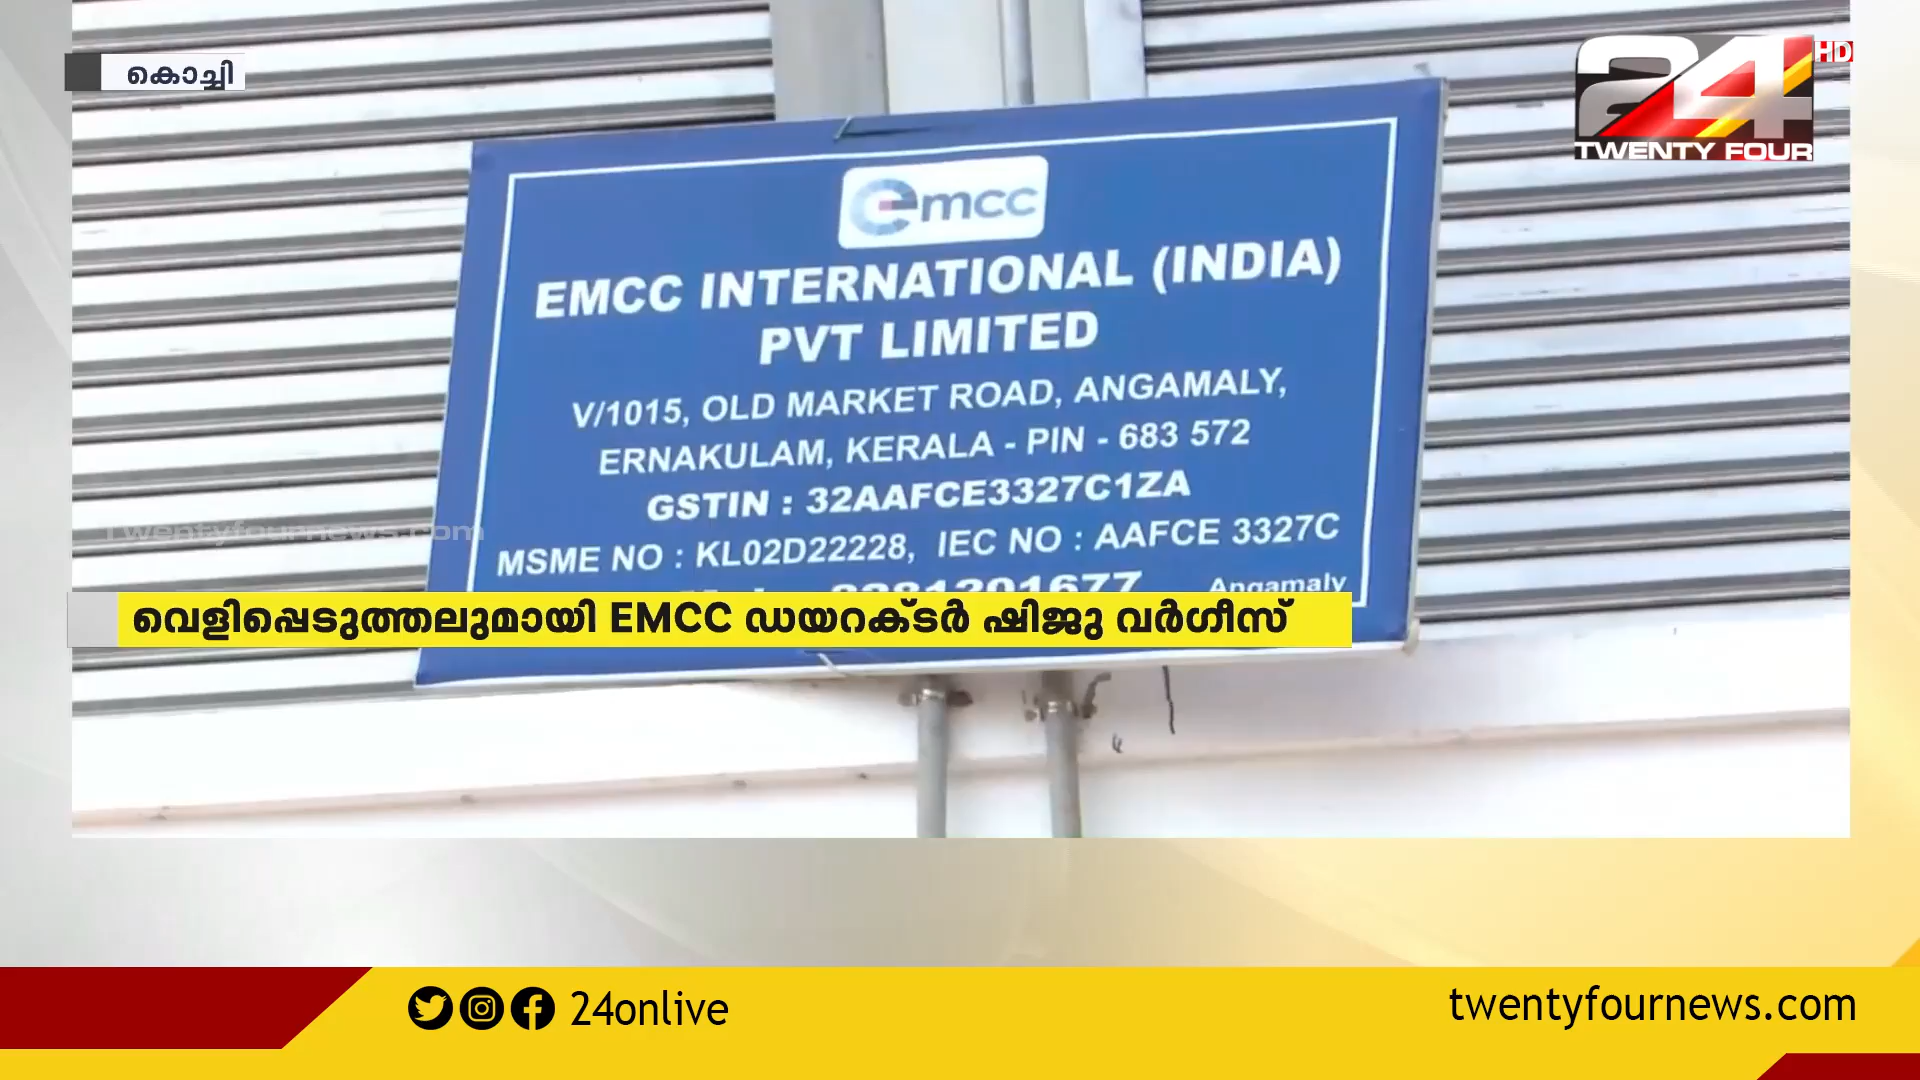 കൊച്ചി
24 HD
TWENTY FOUR
emcc
EMCC INTERNATIONAL (INDIA)
PVT LIMITED
V/1015, OLD MARKET ROAD, ANGAMALY,
ERNAKULAM, KERALA - PIN - 683 572
GSTIN : 32AAFCE3327C1ZA
MSME NO : KL02D22228, IEC NO : AAFCE 3327C
Angamaly
Twentyfournews.com
വെളിപ്പെടുത്തലുമായി EMCC ഡയറക്ടർ ഷിജു വർഗീസ്
24onlive
twentyfournews.com